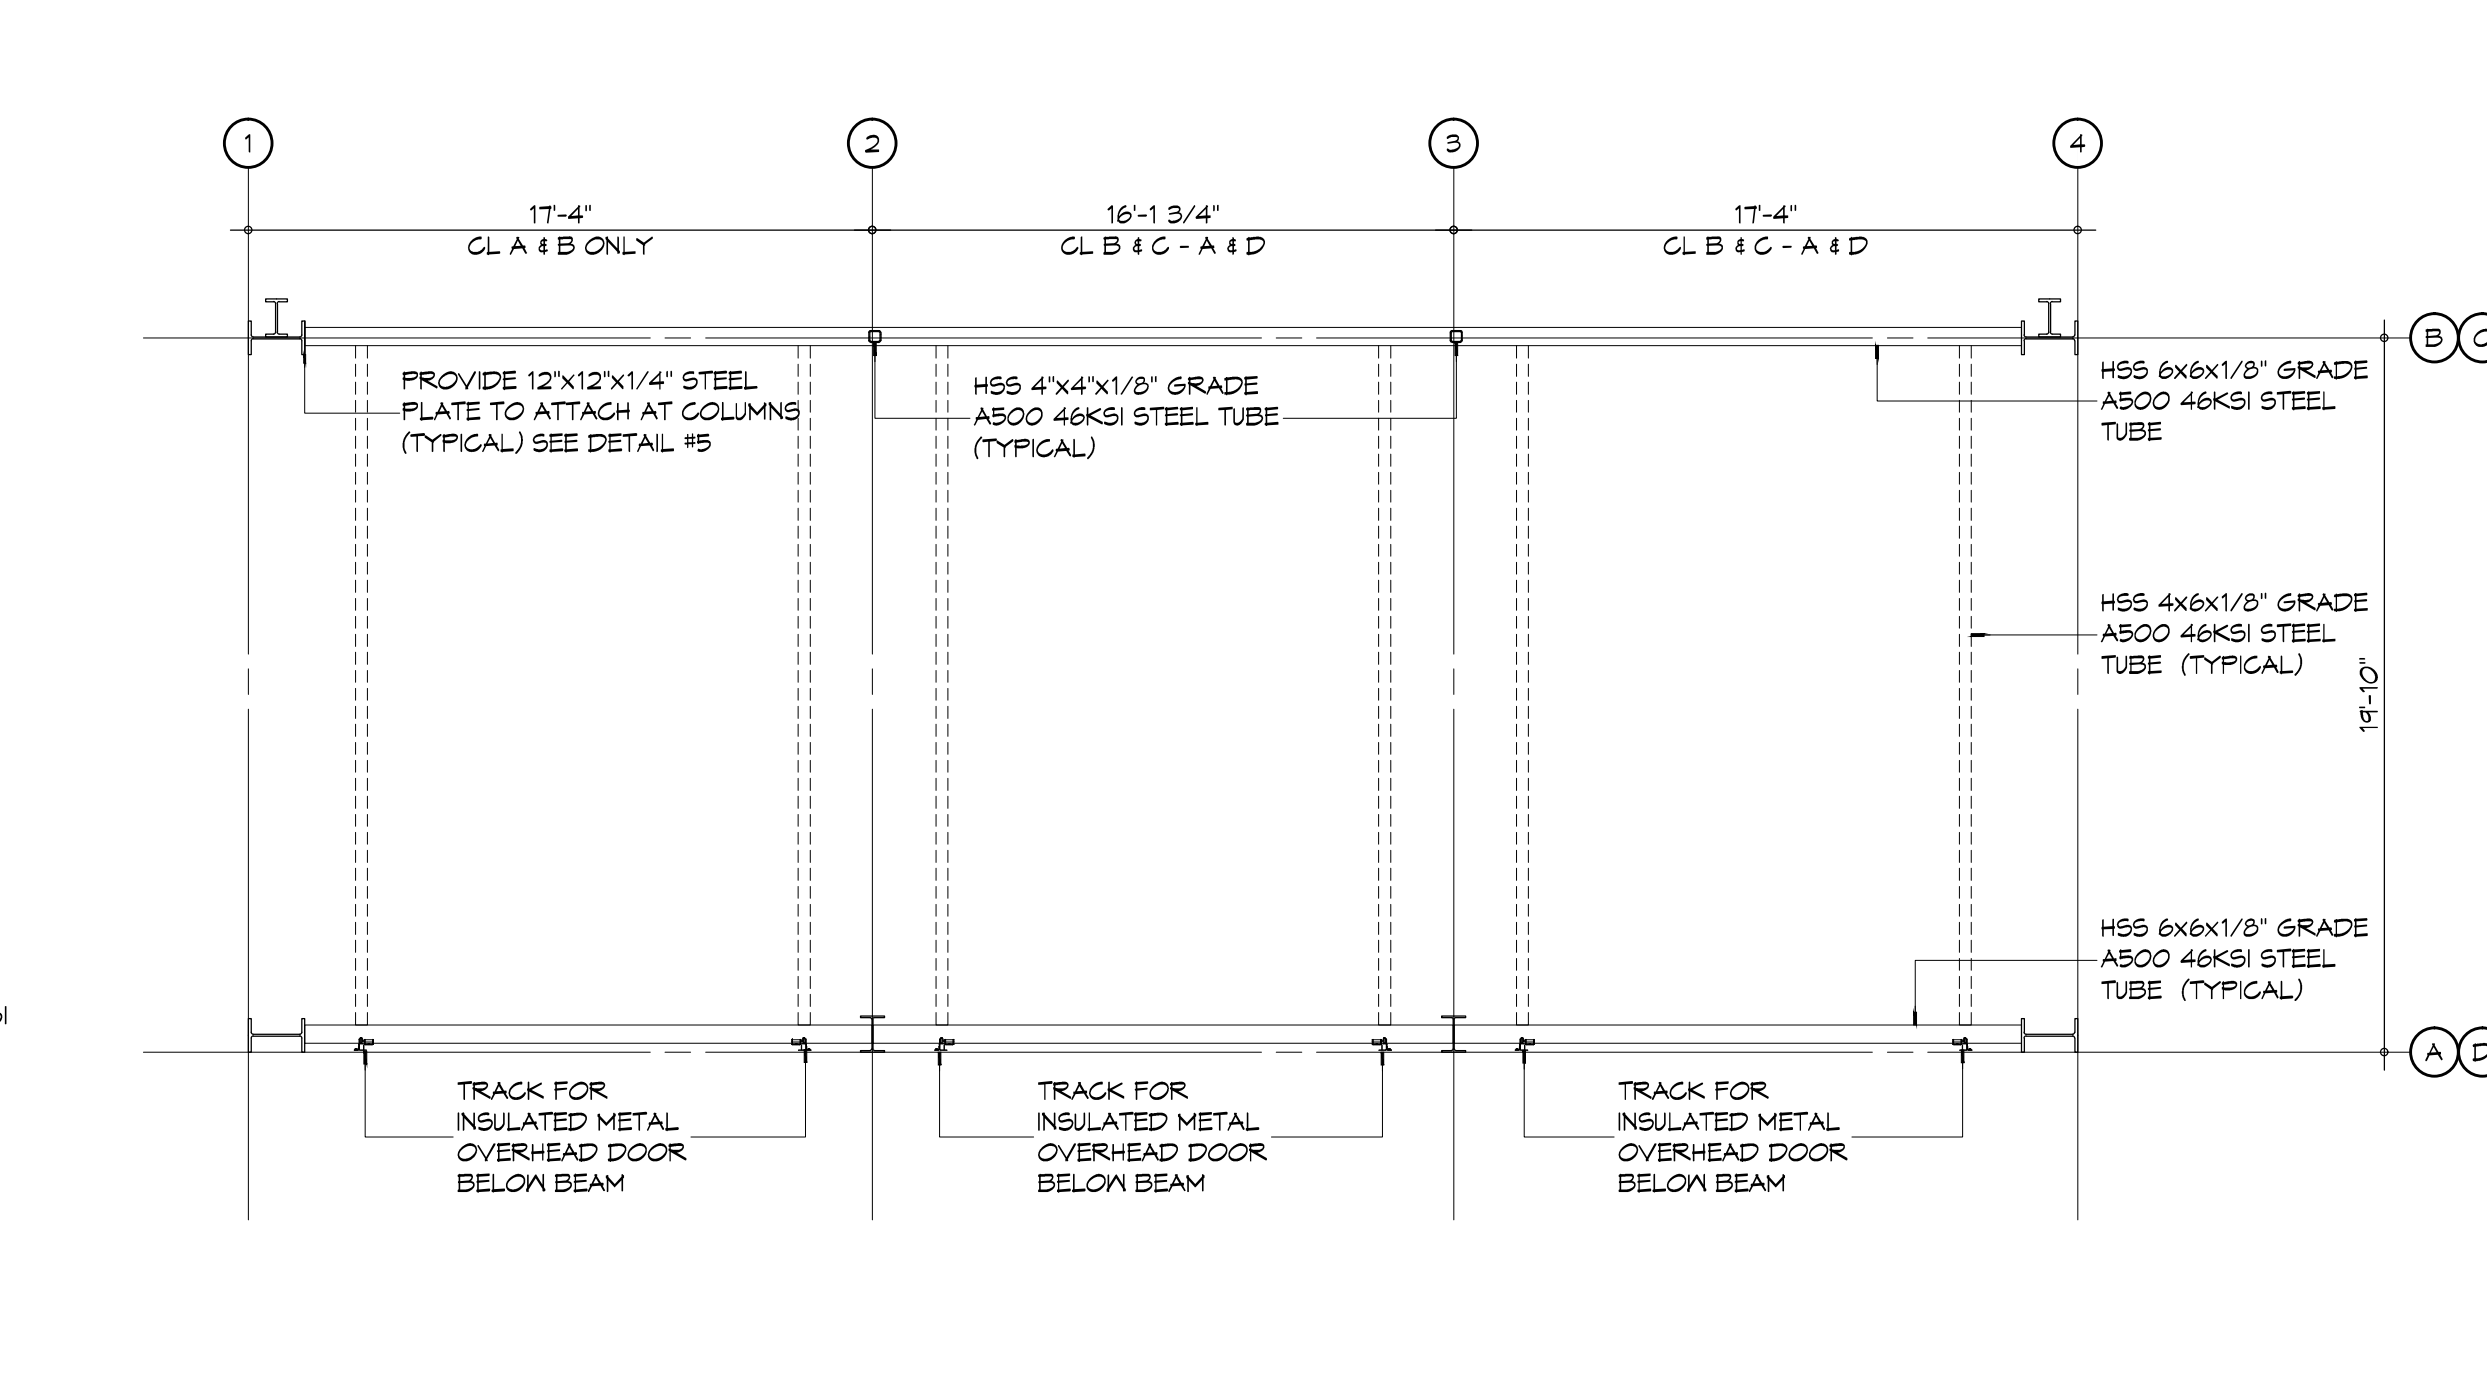 1 2 3 4
17'-4" 16'-1 3/4" 17'-4"
CL A & B ONLY CL B & C - A & D CL B & C - A & D
B
PROVIDE 12"x12"x1/4" STEEL
PLATE TO ATTACH AT COLUMNS
(TYPICAL) SEE DETAIL #5
HSS 4"x4"x1/8" GRADE
A500 46KSI STEEL TUBE
(TYPICAL)
HSS 6x6x1/8" GRADE
A500 46KSI STEEL
TUBE
HSS 4x6x1/8" GRADE
A500 46KSI STEEL
TUBE (TYPICAL)
19'-10"
HSS 6x6x1/8" GRADE
A500 46KSI STEEL
TUBE (TYPICAL)
A
TRACK FOR
INSULATED METAL
OVERHEAD DOOR
BELOW BEAM
TRACK FOR
INSULATED METAL
OVERHEAD DOOR
BELOW BEAM
TRACK FOR
INSULATED METAL
OVERHEAD DOOR
BELOW BEAM